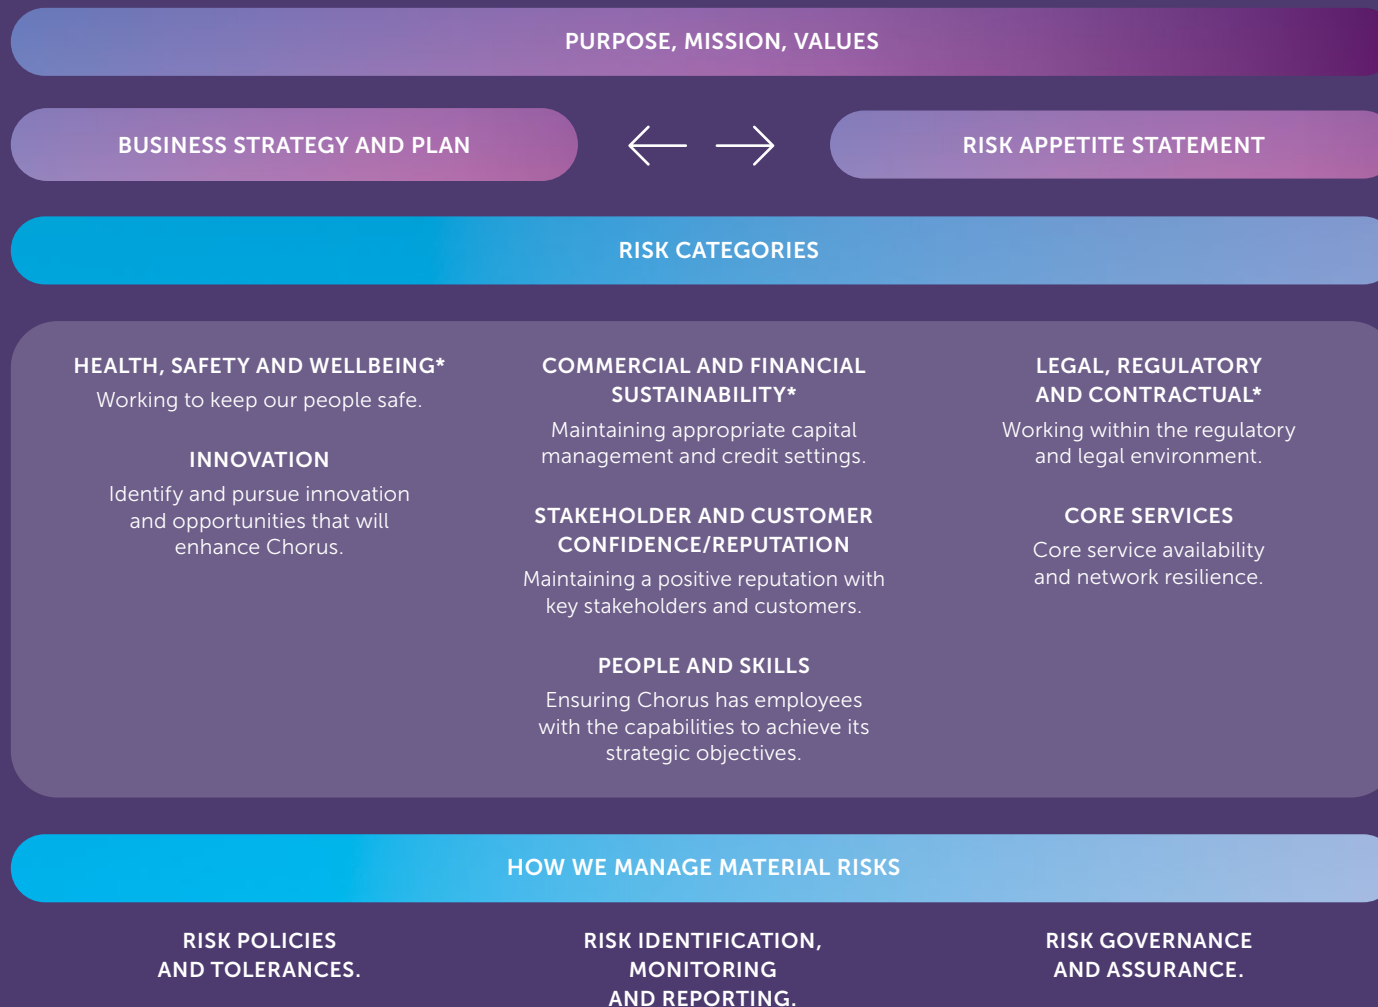 PURPOSE, MISSION, VALUES
BUSINESS STRATEGY AND PLAN
RISK APPETITE STATEMENT
RISK CATEGORIES
HEALTH, SAFETY AND WELLBEING*
Working to keep our people safe.
INNOVATION
Identify and pursue innovation
and opportunities that will
enhance Chorus.
COMMERCIAL AND FINANCIAL
SUSTAINABILITY*
Maintaining appropriate capital
management and credit settings.
STAKEHOLDER AND CUSTOMER
CONFIDENCE/REPUTATION
Maintaining a positive reputation with
key stakeholders and customers.
PEOPLE AND SKILLS
Ensuring Chorus has employees
with the capabilities to achieve its
strategic objectives.
LEGAL, REGULATORY
AND CONTRACTUAL*
Working within the regulatory
and legal environment.
CORE SERVICES
Core service availability
and network resilience.
HOW WE MANAGE MATERIAL RISKS
RISK POLICIES
AND TOLERANCES.
RISK IDENTIFICATION,
MONITORING
AND REPORTING.
RISK GOVERNANCE
AND ASSURANCE.